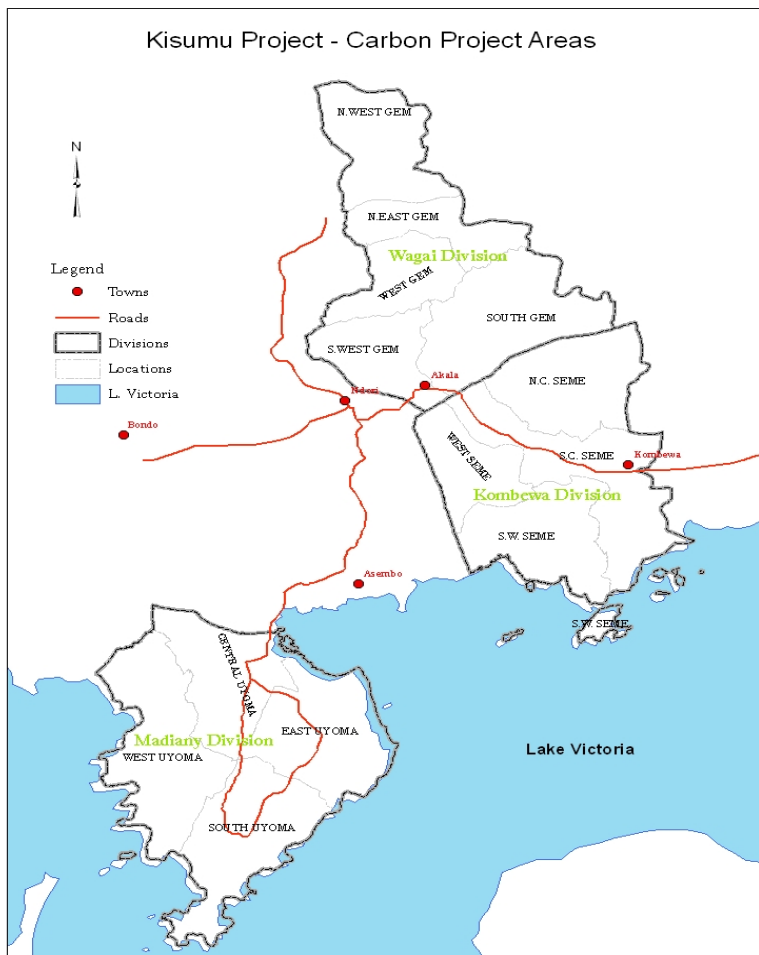 Kisumu Project - Carbon Project Areas
N.WEST GEM
N
N.EAST GEM
Wagai Division
Legend
WEST GEM
Towns
Roads
SOUTH GEM
Divisions
S.WEST GEM
Locations
Akala
N.C. SEME
L. Victoria
Ndori
Bondo
WEST SEME
S.C. SEME
Kombewa
Kombewa Division
S.W. SEME
Asembo
S.W. SEME
CENTRAL UYOMA
EAST UYOMA
Madiany Division
WEST UYOMA
Lake Victoria
SOUTH UYOMA